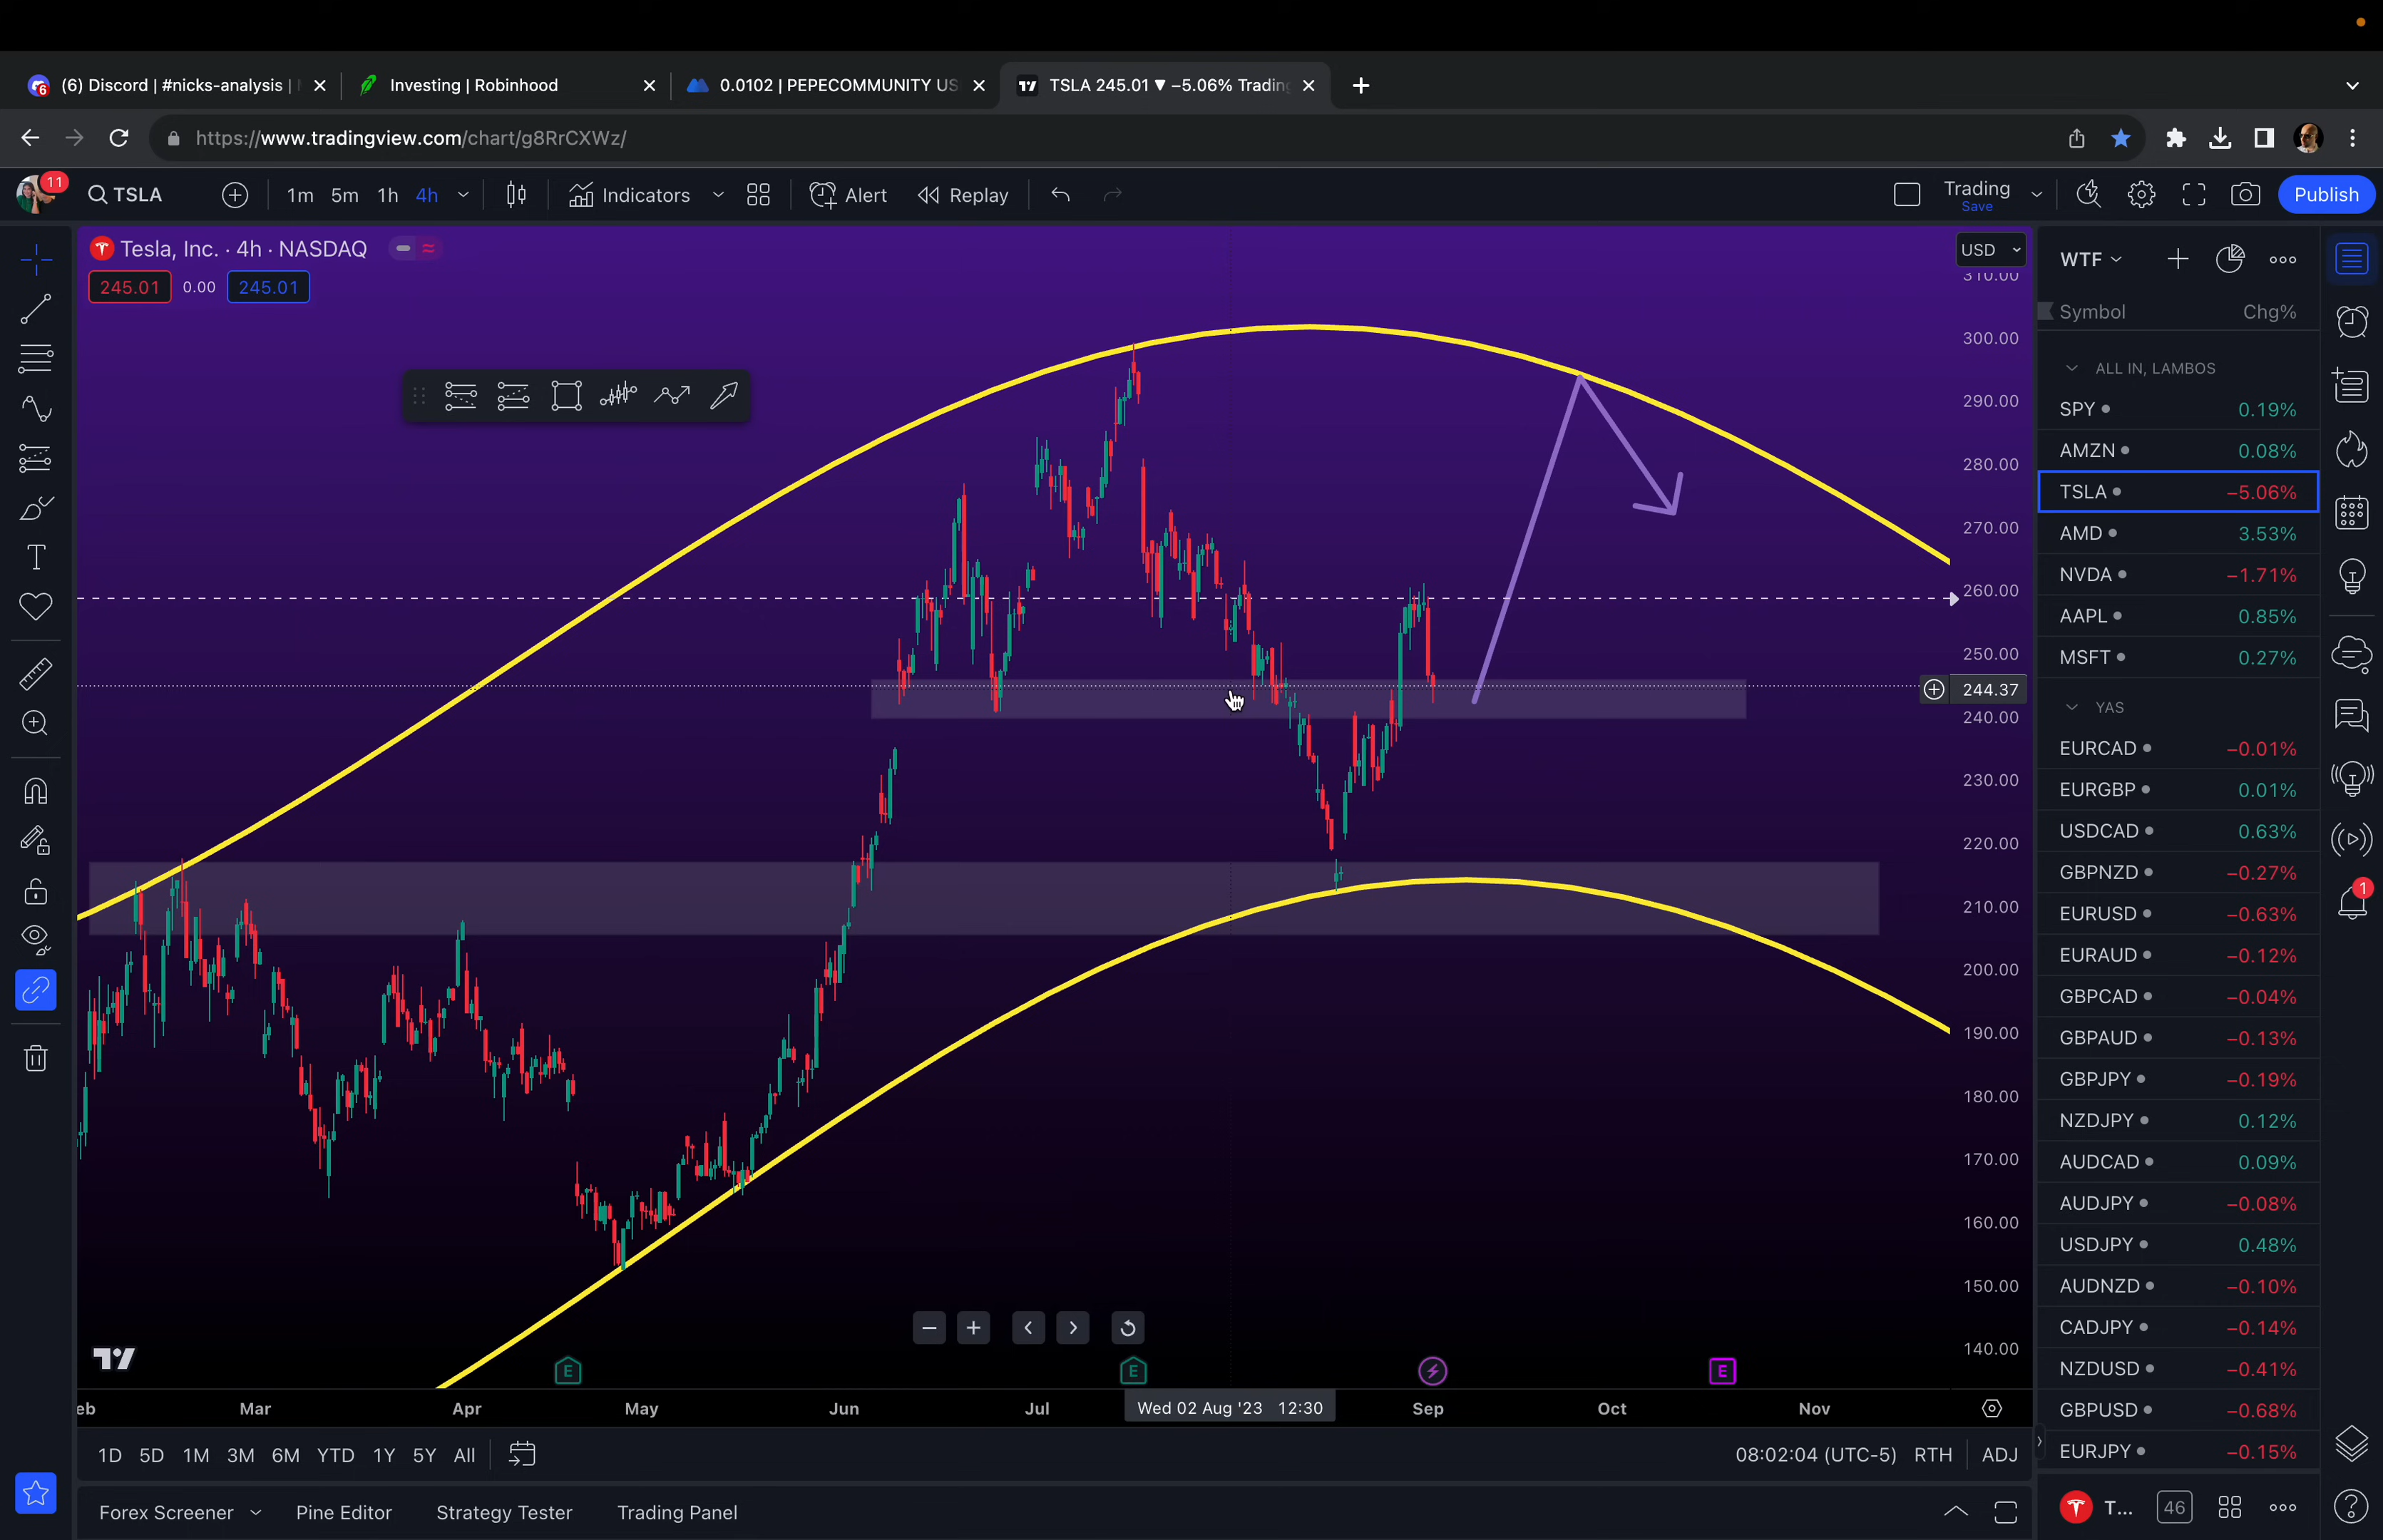 (6) Discord | #nicks-analysis |
Investing | Robinhood
0.0102 | PEPECOMMUNITY US
TSLA 245.01 ▼ −5.06% Trading
https://www.tradingview.com/chart/g8RrCXWz/
11
TSLA
1m 5m 1h 4h
Indicators
Alert
Replay
Trading
Save
Publish
Tesla, Inc. · 4h · NASDAQ
245.01 0.00 245.01
USD
310.00
300.00
290.00
280.00
270.00
260.00
250.00
244.37
240.00
230.00
220.00
210.00
200.00
190.00
180.00
170.00
160.00
150.00
140.00
E E E
eb Mar Apr May Jun Jul Wed 02 Aug '23 12:30 Sep Oct Nov
1D 5D 1M 3M 6M YTD 1Y 5Y All
08:02:04 (UTC-5) RTH ADJ
Forex Screener Pine Editor Strategy Tester Trading Panel
WTF
Symbol Chg%
ALL IN, LAMBOS
SPY 0.19%
AMZN 0.08%
TSLA −5.06%
AMD 3.53%
NVDA −1.71%
AAPL 0.85%
MSFT 0.27%
YAS
EURCAD −0.01%
EURGBP 0.01%
USDCAD 0.63%
GBPNZD −0.27%
EURUSD −0.63%
EURAUD −0.12%
GBPCAD −0.04%
GBPAUD −0.13%
GBPJPY −0.19%
NZDJPY 0.12%
AUDCAD 0.09%
AUDJPY −0.08%
USDJPY 0.48%
AUDNZD −0.10%
CADJPY −0.14%
NZDUSD −0.41%
GBPUSD −0.68%
EURJPY −0.15%
T... 46
1